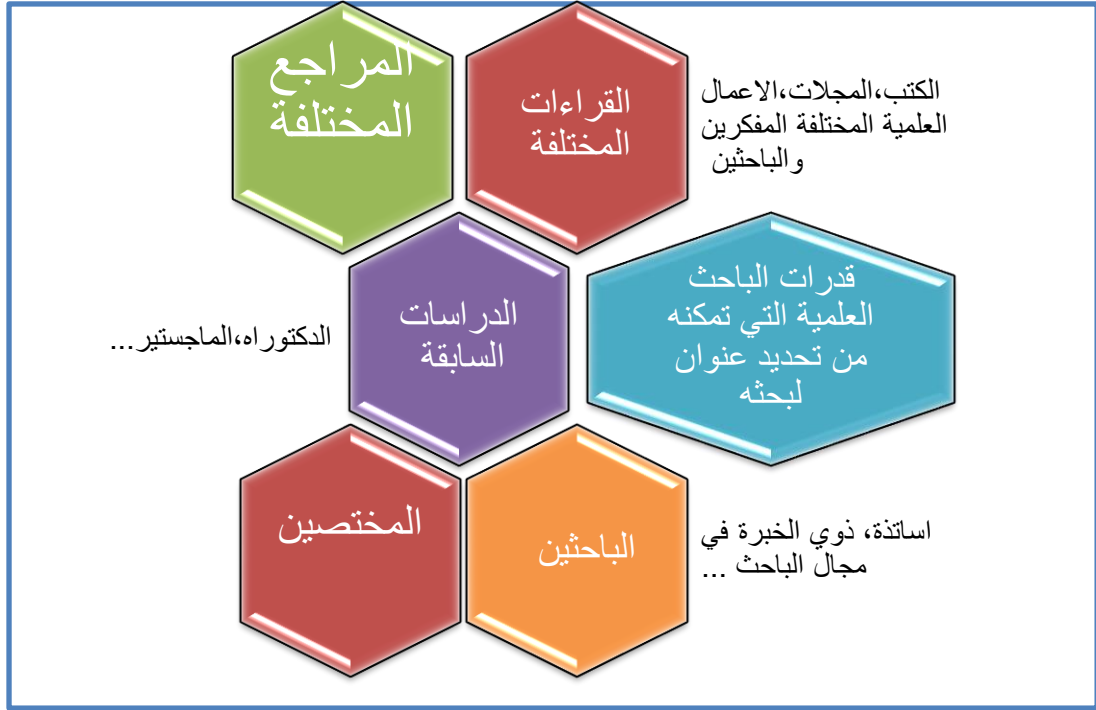 المراجع
المختلفة
القراءات
المختلفة
الكتب،المجلات،الاعمال
العلمية المختلفة المفكرين
والباحثين
قدرات الباحث
العلمية التي تمكنه
من تحديد عنوان
لبحثه
الدراسات
السابقة
الدكتوراه،الماجستير...
المختصين
الباحثين
اساتذة، ذوي الخبرة في
مجال الباحث ...